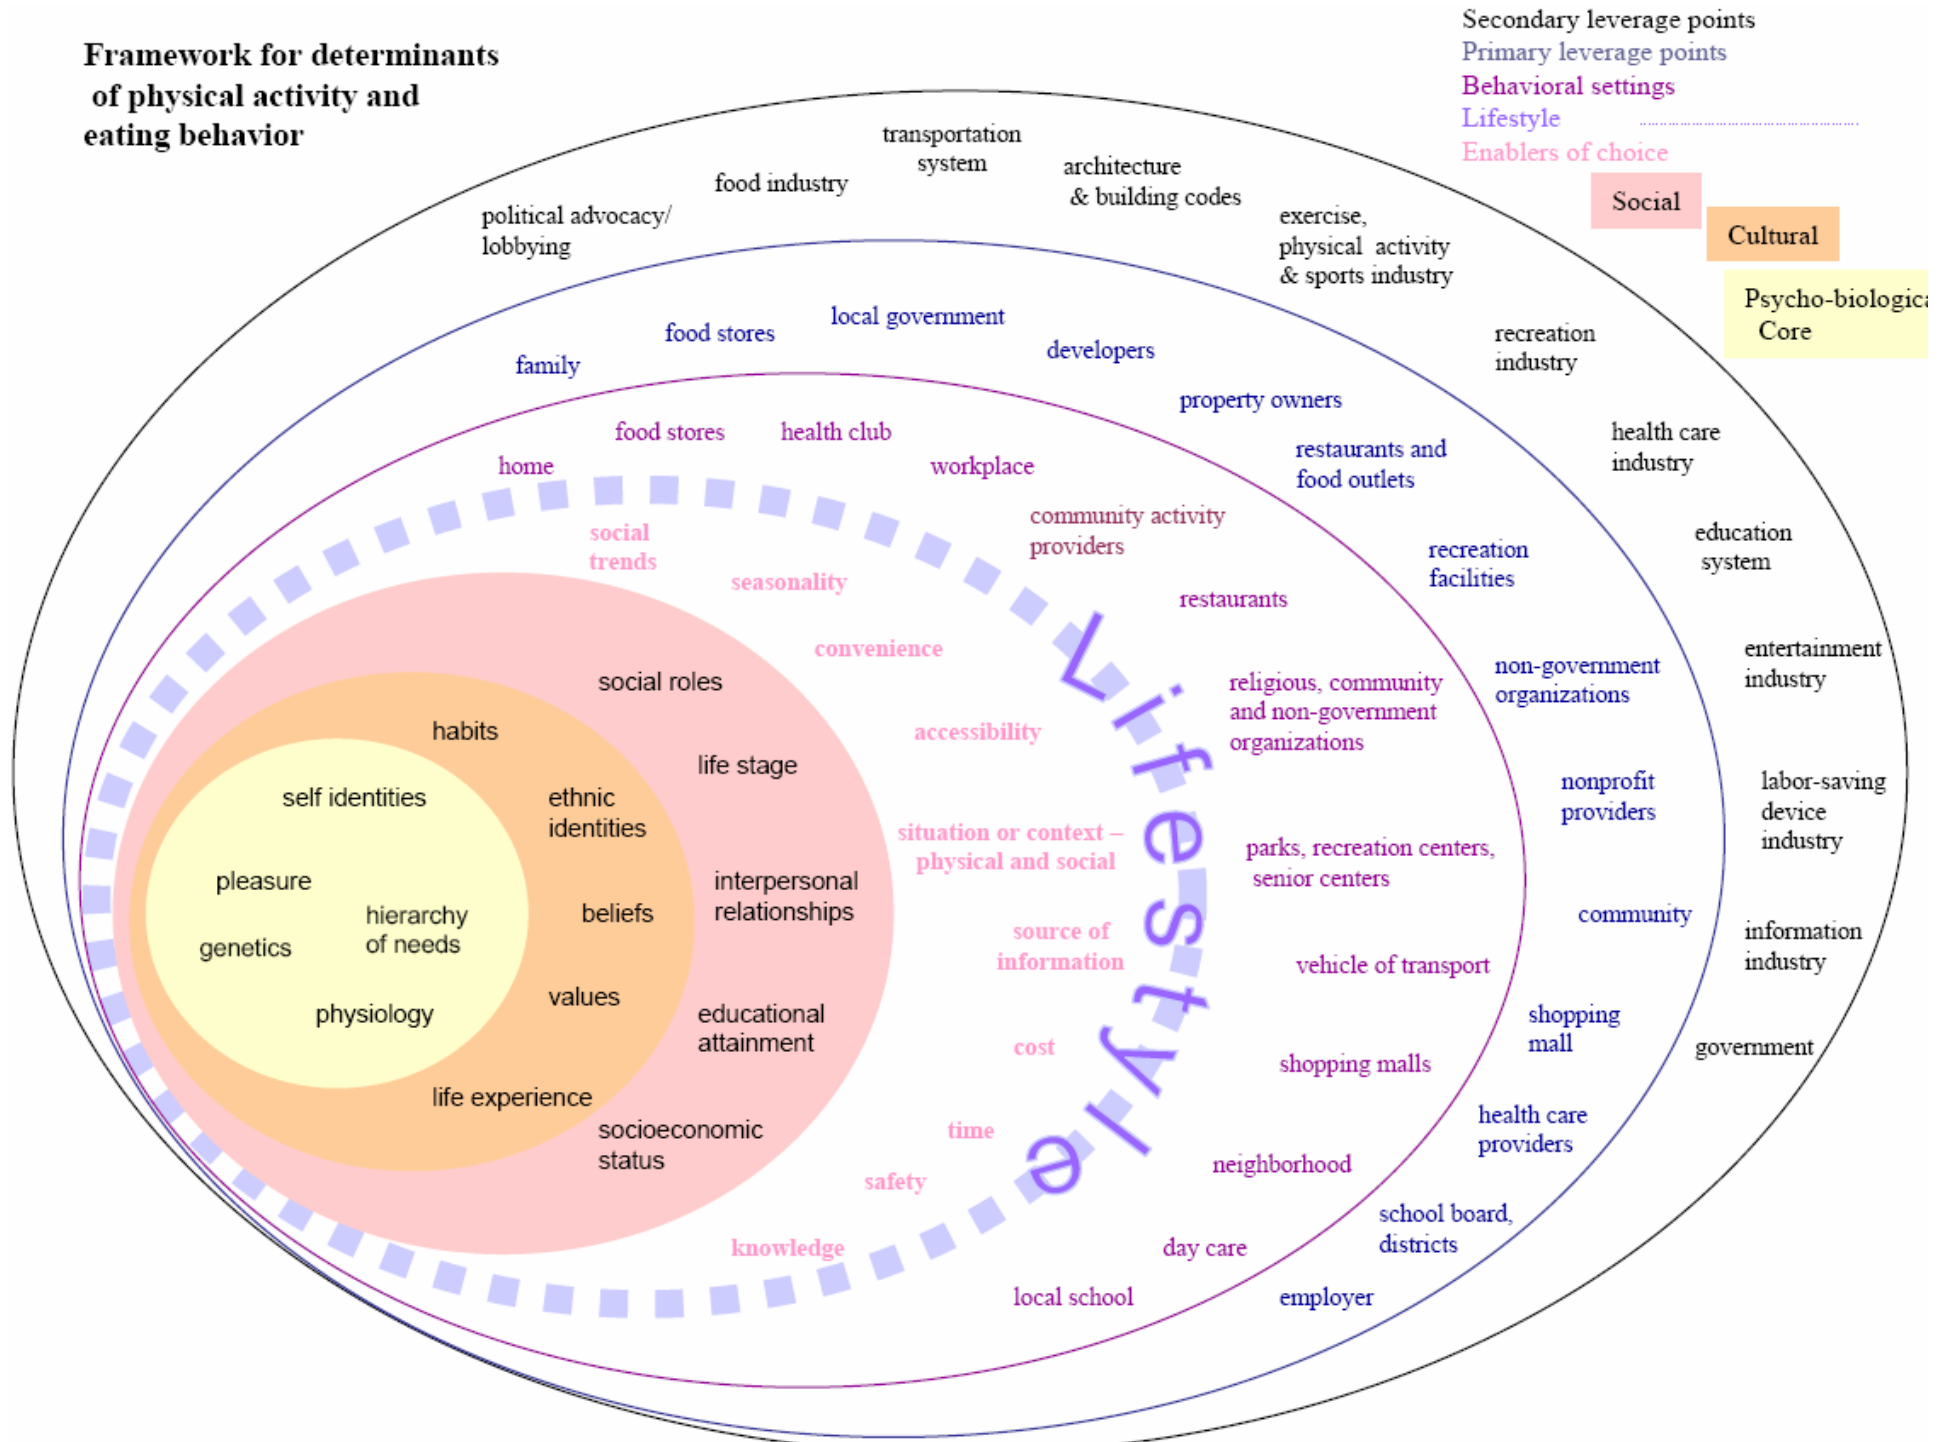 Framework for determinants
of physical activity and
eating behavior
Secondary leverage points
Primary leverage points
Behavioral settings
Lifestyle
Enablers of choice
Social
Cultural
Psycho-biologica
Core
transportation
system
food industry
architecture
& building codes
political advocacy/
lobbying
exercise,
physical activity
& sports industry
recreation
industry
health care
industry
education
system
entertainment
industry
labor-saving
device
industry
information
industry
government
family
food stores
local government
developers
property owners
restaurants and
food outlets
recreation
facilities
non-government
organizations
nonprofit
providers
community
shopping
mall
health care
providers
school board,
districts
employer
home
food stores
health club
workplace
community activity
providers
restaurants
religious, community
and non-government
organizations
parks, recreation centers,
senior centers
vehicle of transport
shopping malls
neighborhood
day care
local school
Lifestyle
social
trends
seasonality
convenience
accessibility
situation or context –
physical and social
source of
information
cost
time
safety
knowledge
social roles
life stage
interpersonal
relationships
educational
attainment
socioeconomic
status
habits
ethnic
identities
beliefs
values
life experience
self identities
pleasure
hierarchy
of needs
genetics
physiology